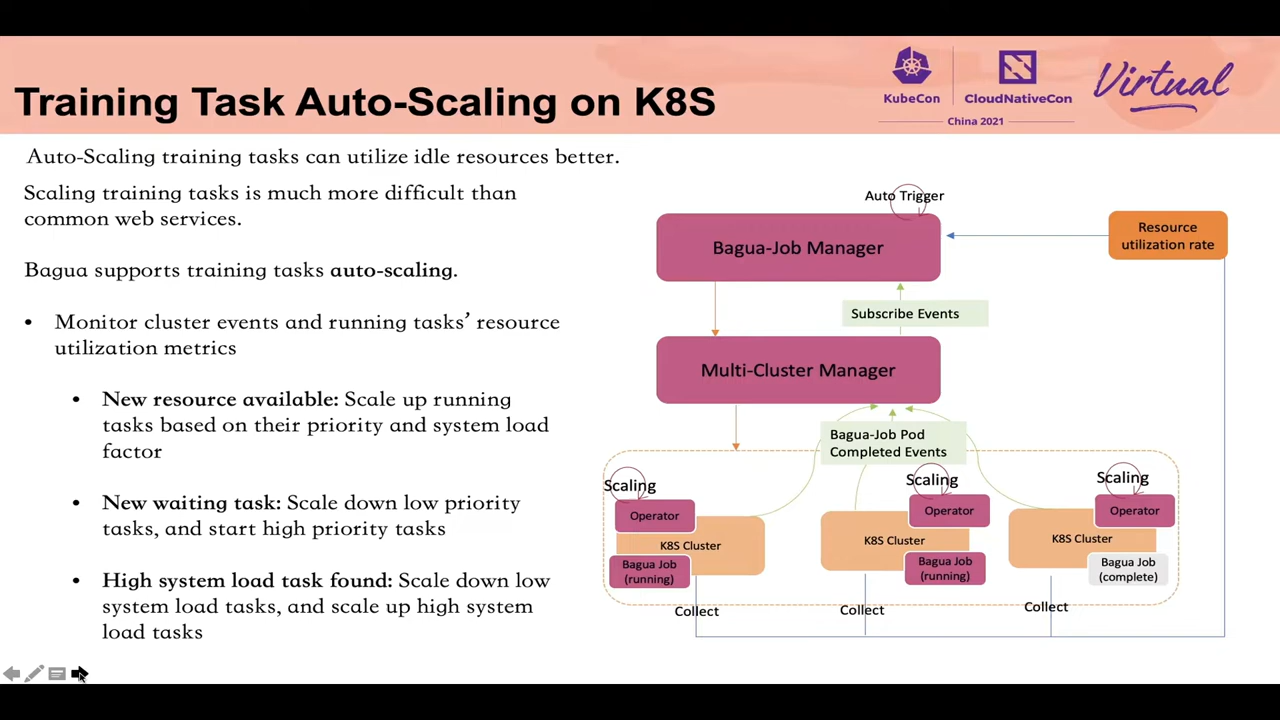 Training Task Auto-Scaling on K8S
KubeCon
CloudNativeCon
China 2021
Virtual
Auto-Scaling training tasks can utilize idle resources better.
Scaling training tasks is much more difficult than
common web services.
Bagua supports training tasks auto-scaling.
• Monitor cluster events and running tasks’ resource
utilization metrics
• New resource available: Scale up running
tasks based on their priority and system load
factor
• New waiting task: Scale down low priority
tasks, and start high priority tasks
• High system load task found: Scale down low
system load tasks, and scale up high system
load tasks
Auto Trigger
Bagua-Job Manager
Resource
utilization rate
Subscribe Events
Multi-Cluster Manager
Bagua-Job Pod
Completed Events
Scaling
Operator
K8S Cluster
Bagua Job
(running)
Collect
Scaling
Operator
K8S Cluster
Bagua Job
(running)
Collect
Scaling
Operator
K8S Cluster
Bagua Job
(complete)
Collect